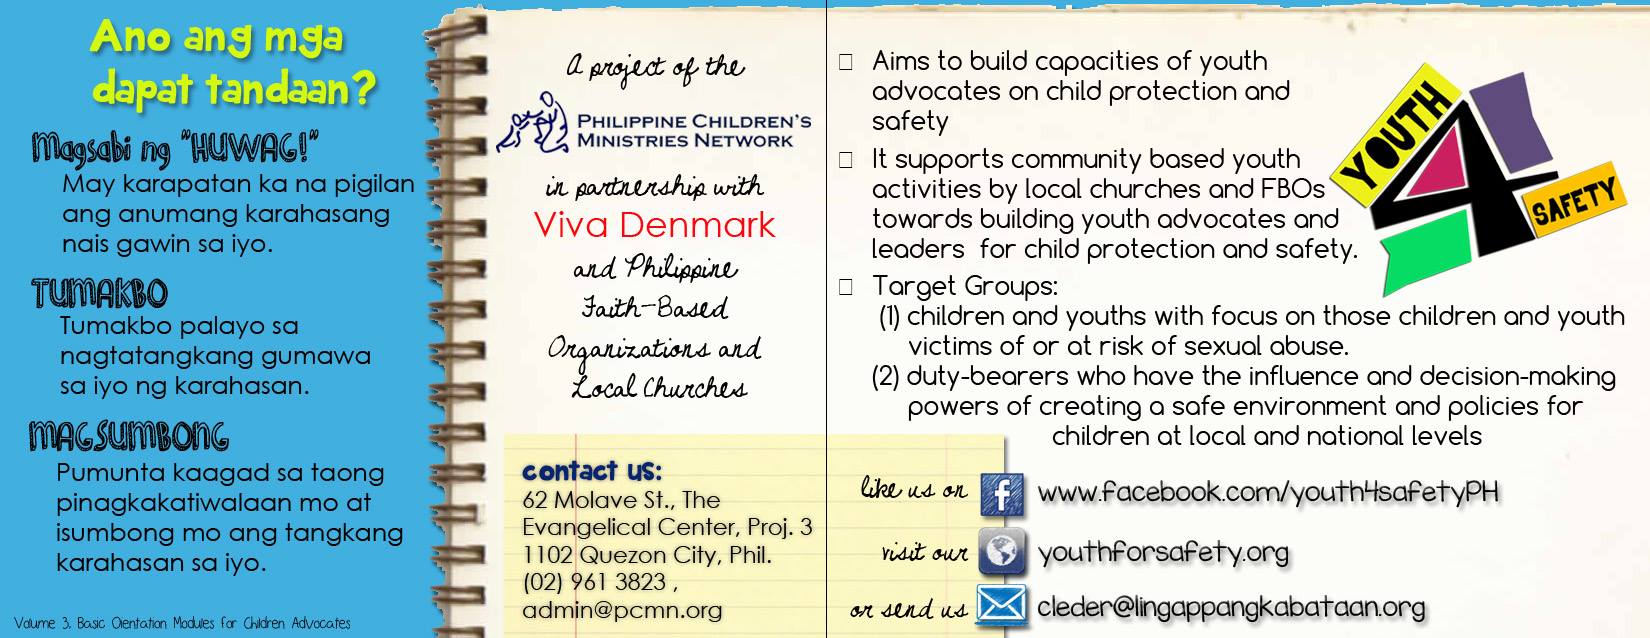 Ano ang mga
dapat tandaan?
Magsabi ng "HUWAG!"
May karapatan ka na pigilan
ang anumang karahasang
nais gawin sa iyo.
TUMAKBO
Tumakbo palayo sa
nagtatangkang gumawa
sa iyo ng karahasan.
MAGSUMBONG
Pumunta kaagad sa taong
pinagkakatiwalaan mo at
isumbong mo ang tangkang
karahasan sa iyo.
Volume 3. Basic Oientation Modules for Children Advocates
A project of the
PHILIPPINE CHILDREN'S
MINISTRIES NETWORK
in partnership with
Viva Denmark
and Philippine
Faith-Based
Organizations and
Local Churches
contact us:
62 Molave St., The
Evangelical Center, Proj. 3
1102 Quezon City, Phil.
(02) 961 3823 ,
admin@pcmn.org
Aims to build capacities of youth
advocates on child protection and
safety
It supports community based youth
activities by local churches and FBOs
towards building youth advocates and
leaders for child protection and safety.
Target Groups:
(1) children and youths with focus on those children and youth
victims of or at risk of sexual abuse.
(2) duty-bearers who have the influence and decision-making
powers of creating a safe environment and policies for
children at local and national levels
YOUTH
4
SAFETY
like us on f www.facebook.com/youth4safetyPH
visit our youthforsafety.org
or send us cleder@lingappangkabataan.org